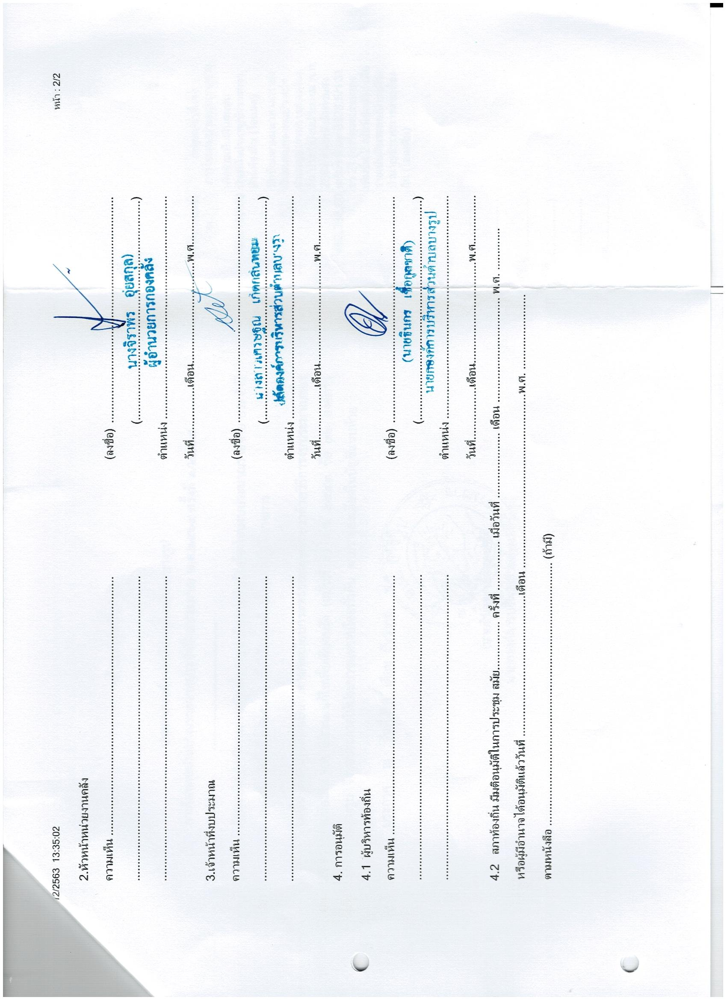 12/2563 13:35:02
หน้า : 2/2
2.หัวหน้าหน่วยงานคลัง
ความเห็น ....................
(ลงชื่อ) ....................
(....................)
นางจิราพร อุ่ยสกุล)
ผู้อำนวยการกองคลัง
ตำแหน่ง ....................
วันที่............เดือน....................พ.ศ............
3.เจ้าหน้าที่งบประมาณ
ความเห็น ....................
(ลงชื่อ) ....................
(....................)
นางสาวเศรษฐณ เกิดกลิ่นหอม
ปลัดองค์การบริหารส่วนตำบลบางรูป
ตำแหน่ง ....................
วันที่............เดือน....................พ.ศ............
4. การอนุมัติ
4.1 ผู้บริหารท้องถิ่น
ความเห็น ....................
(ลงชื่อ) ....................
(....................)
(นายธินกร เชื้อกูลชาติ)
นายกองค์การบริหารส่วนตำบลบางรูป
ตำแหน่ง ....................
วันที่............เดือน....................พ.ศ............
4.2 สภาท้องถิ่น มีมติอนุมัติในการประชุม สมัย............ ครั้งที่ ............ เมื่อวันที่ ............ เดือน .................... พ.ศ. ............
หรือผู้มีอำนาจได้อนุมัติแล้ววันที่ ....................เดือน .................... พ.ศ. ....................
ตามหนังสือ .................... (ถ้ามี)